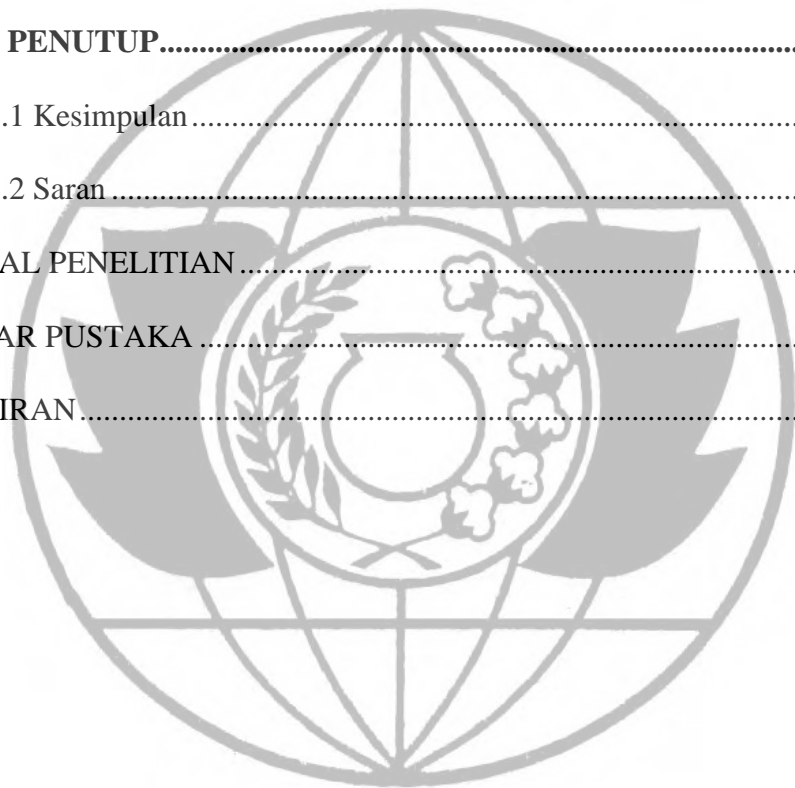 PENUTUP
.1 Kesimpulan
.2 Saran
AL PENELITIAN
AR PUSTAKA
IRAN